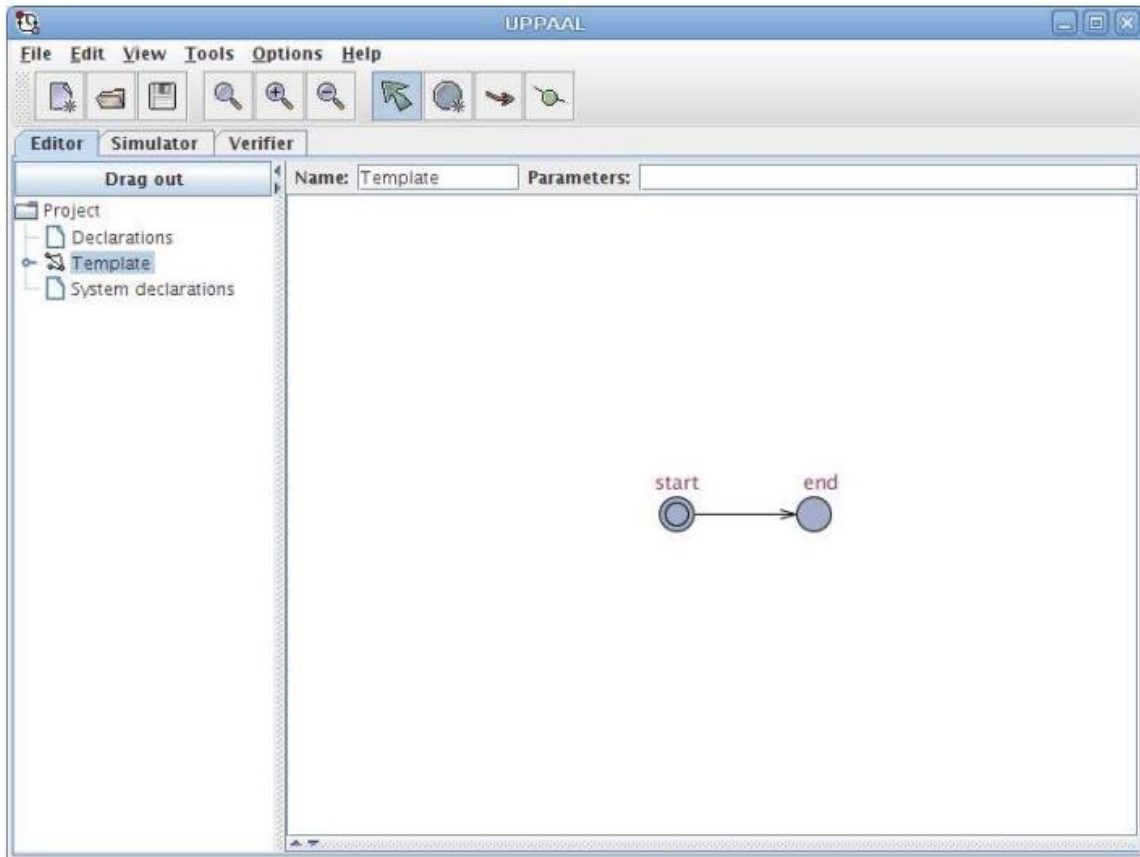 UPPAAL
File Edit View Tools Options Help
Editor Simulator Verifier
Drag out
Name: Template Parameters:
Project
Declarations
Template
System declarations
start end